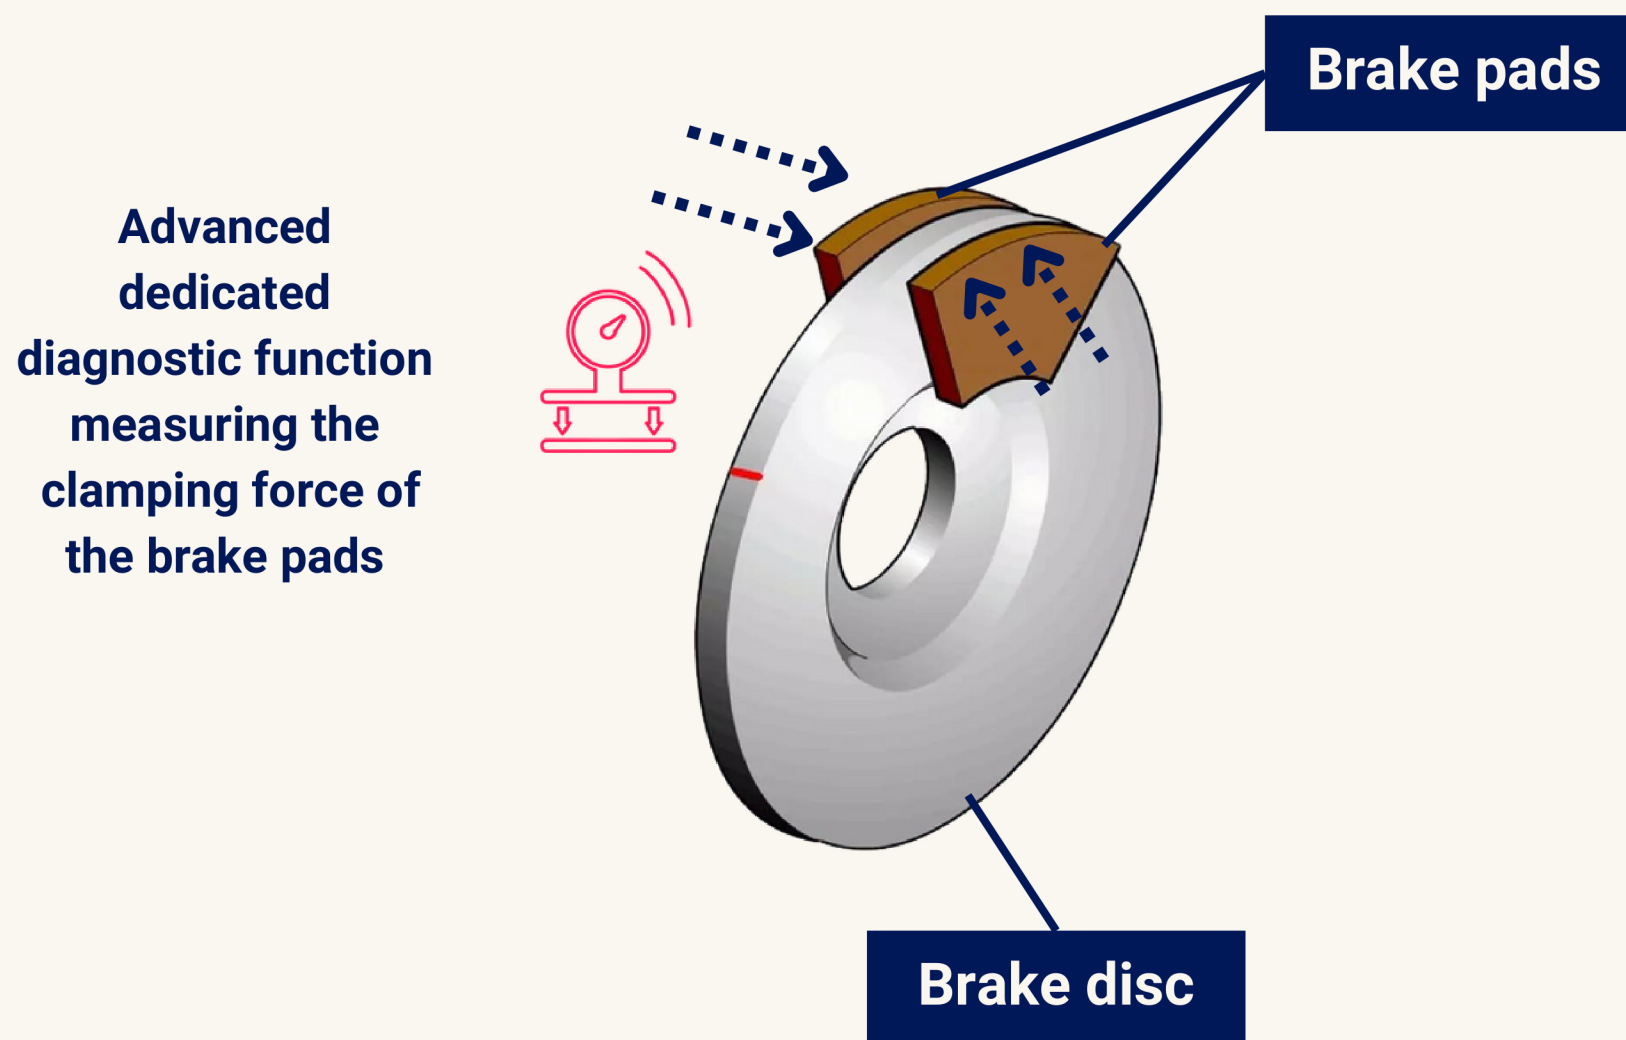 Brake pads
Advanced
dedicated
diagnostic function
measuring the
clamping force of
the brake pads
Brake disc